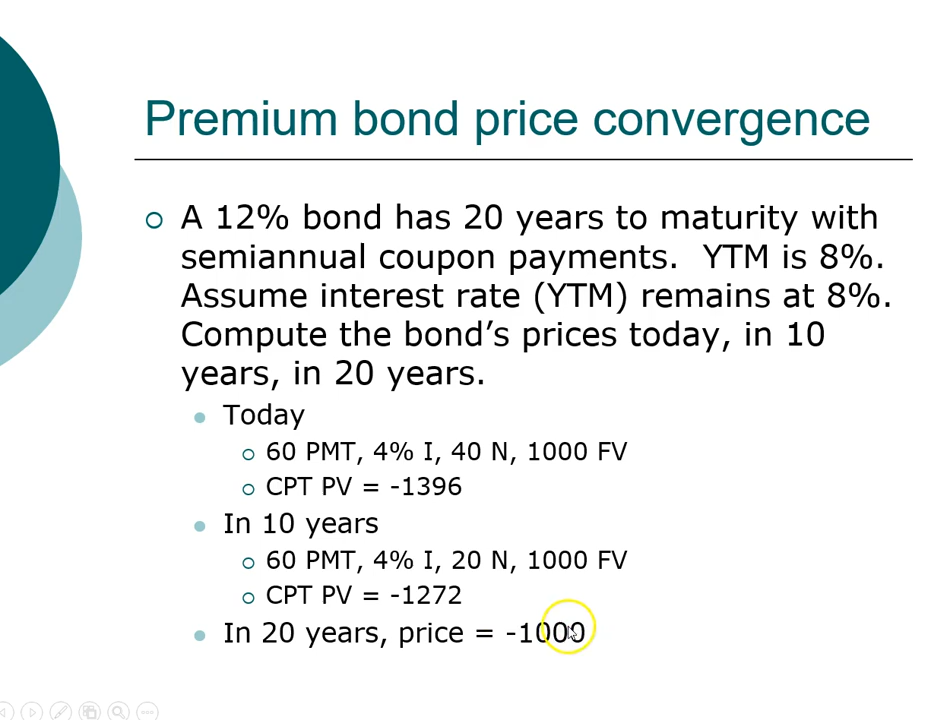 Premium bond price convergence
A 12% bond has 20 years to maturity with
semiannual coupon payments.  YTM is 8%.
Assume interest rate (YTM) remains at 8%.
Compute the bond’s prices today, in 10
years, in 20 years.
Today
60 PMT, 4% I, 40 N, 1000 FV
CPT PV = -1396
In 10 years
60 PMT, 4% I, 20 N, 1000 FV
CPT PV = -1272
In 20 years, price = -1000